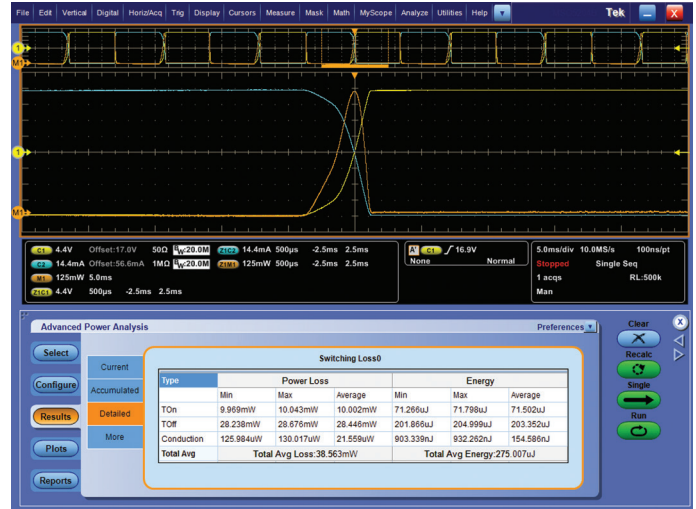 File Edit Vertical Digital Horiz/Acq Trig Display Cursors Measure Mask Math MyScope Analyze Utilities Help Tek
1
M1
1
M1
C1 4.4V Offset:17.0V 50Ω BW:20.0M
C2 14.4mA Offset:56.6mA 1MΩ BW:20.0M
M1 125mW 5.0ms
Z1C1 4.4V 500µs -2.5ms 2.5ms
Z1C2 14.4mA 500µs -2.5ms 2.5ms
Z1M1 125mW 500µs -2.5ms 2.5ms
A' C1 16.9V
None Normal
5.0ms/div 10.0MS/s 100ns/pt
Stopped Single Seq
1 acqs RL:500k
Man
Advanced Power Analysis
Preferences
Clear
X
Select
Configure
Results
Plots
Reports
Current
Accumulated
Detailed
More
Switching Loss0
Type Power Loss Energy
Min Max Average Min Max Average
TOn 9.969mW 10.043mW 10.002mW 71.266uJ 71.798uJ 71.502uJ
TOff 28.238mW 28.676mW 28.446mW 201.866uJ 204.999uJ 203.352uJ
Conduction 125.984uW 130.017uW 21.559uW 903.339nJ 932.262nJ 154.586nJ
Total Avg Total Avg Loss:38.563mW Total Avg Energy:275.007uJ
Recalc
Single
Run